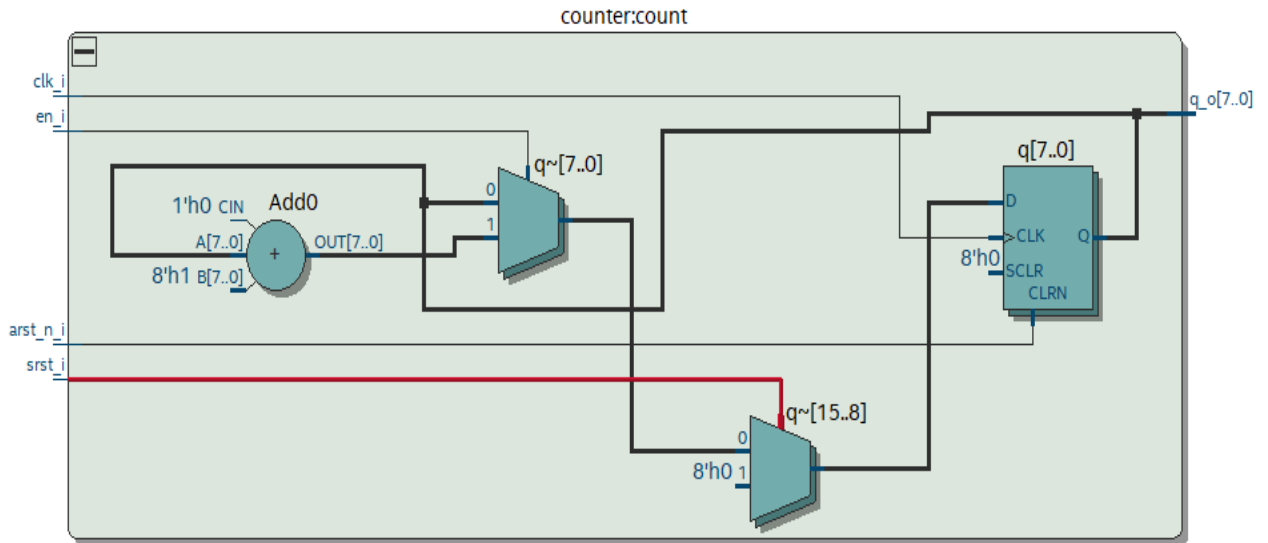 counter:count
clk_i
q_o[7..0]
en_i
q~[7..0]
q[7..0]
0
1'h0 CIN
Add0
D
1
A[7..0]
+
OUT[7..0]
CLK
Q
8'h1 B[7..0]
8'h0
SCLR
CLRN
arst_n_i
srst_i
q~[15..8]
0
8'h0 1